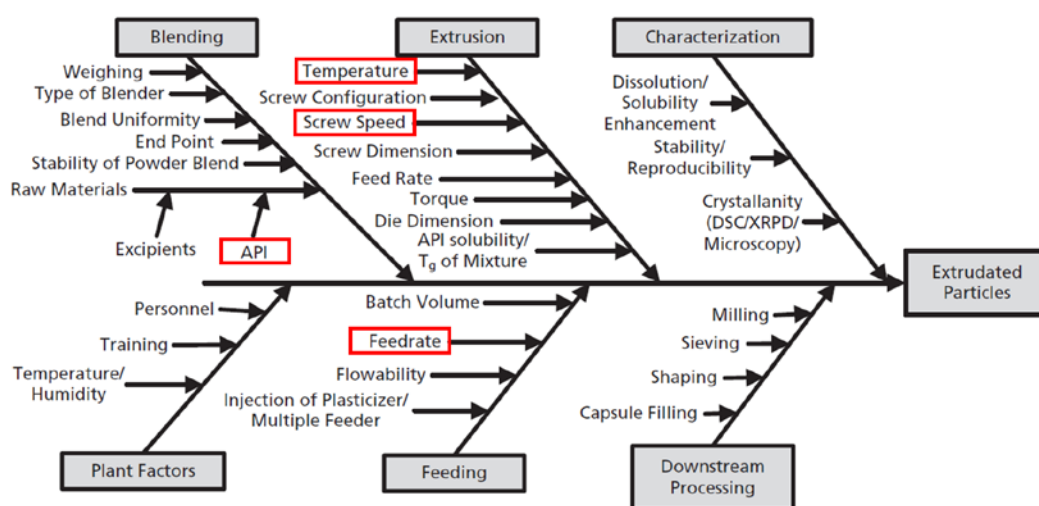 Blending
Extrusion
Characterization
Weighing
Type of Blender
Blend Uniformity
End Point
Stability of Powder Blend
Raw Materials
Excipients
API
Temperature
Screw Configuration
Screw Speed
Screw Dimension
Feed Rate
Torque
Die Dimension
API solubility/
Tg of Mixture
Dissolution/
Solubility
Enhancement
Stability/
Reproducibility
Crystallanity
(DSC/XRPD/
Microscopy)
Extrudated
Particles
Personnel
Training
Temperature/
Humidity
Batch Volume
Feedrate
Flowability
Injection of Plasticizer/
Multiple Feeder
Milling
Sieving
Shaping
Capsule Filling
Plant Factors
Feeding
Downstream
Processing